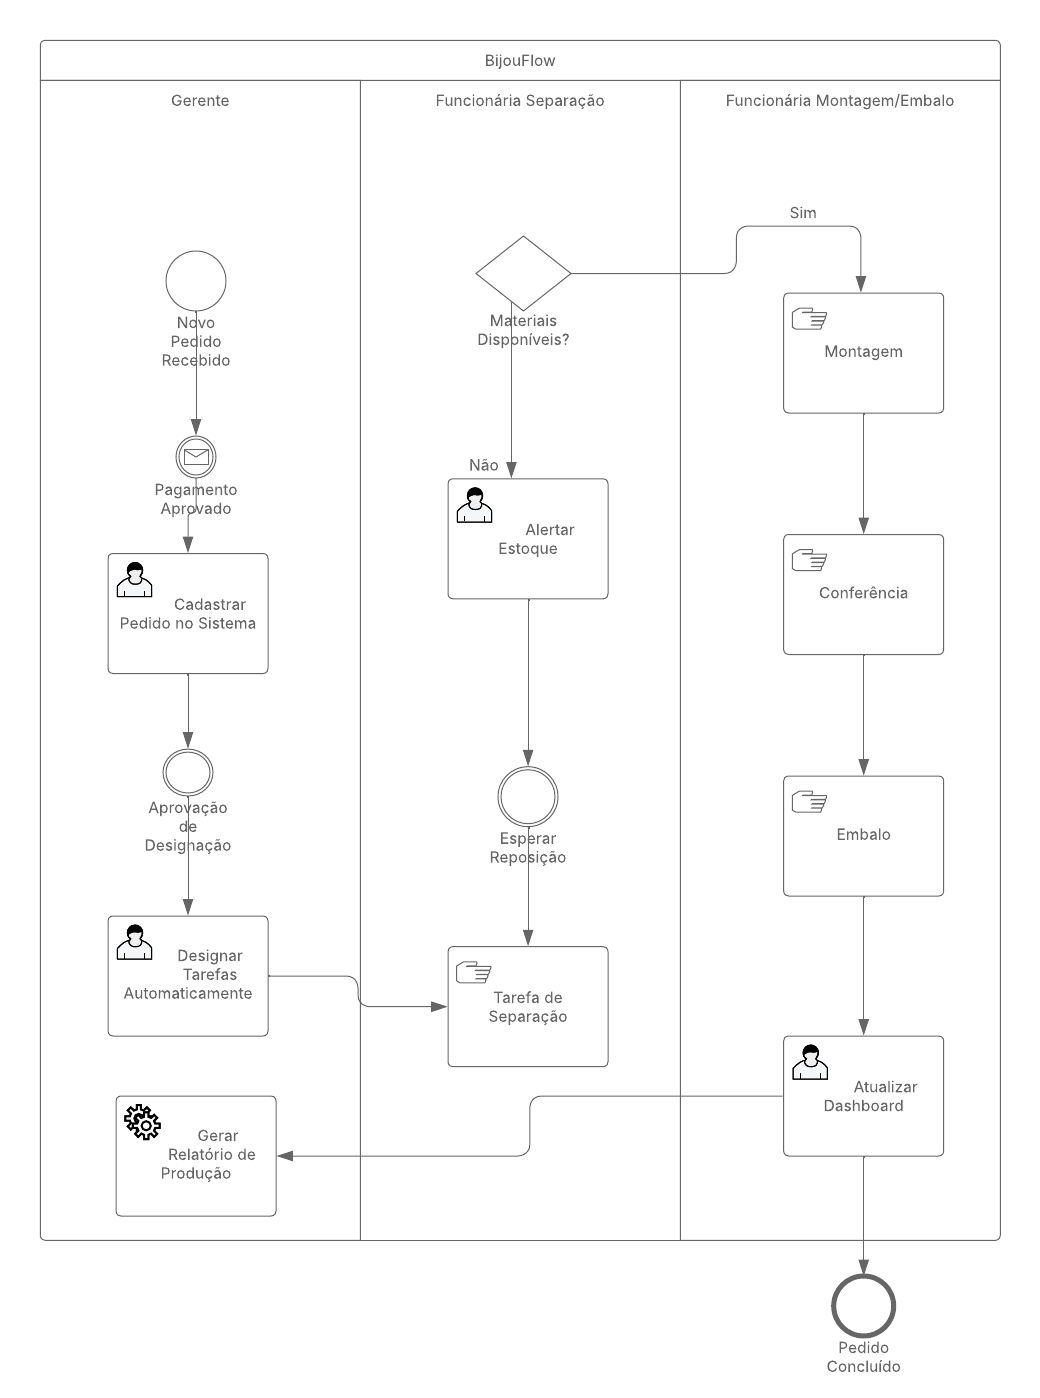 BijouFlow
Gerente
Funcionária Separação
Funcionária Montagem/Embalo
Novo
Pedido
Recebido
Pagamento
Aprovado
Cadastrar
Pedido no Sistema
Aprovação
de
Designação
Designar
Tarefas
Automaticamente
Gerar
Relatório de
Produção
Materiais
Disponíveis?
Não
Alertar
Estoque
Esperar
Reposição
Tarefa de
Separação
Sim
Montagem
Conferência
Embalo
Atualizar
Dashboard
Pedido
Concluído